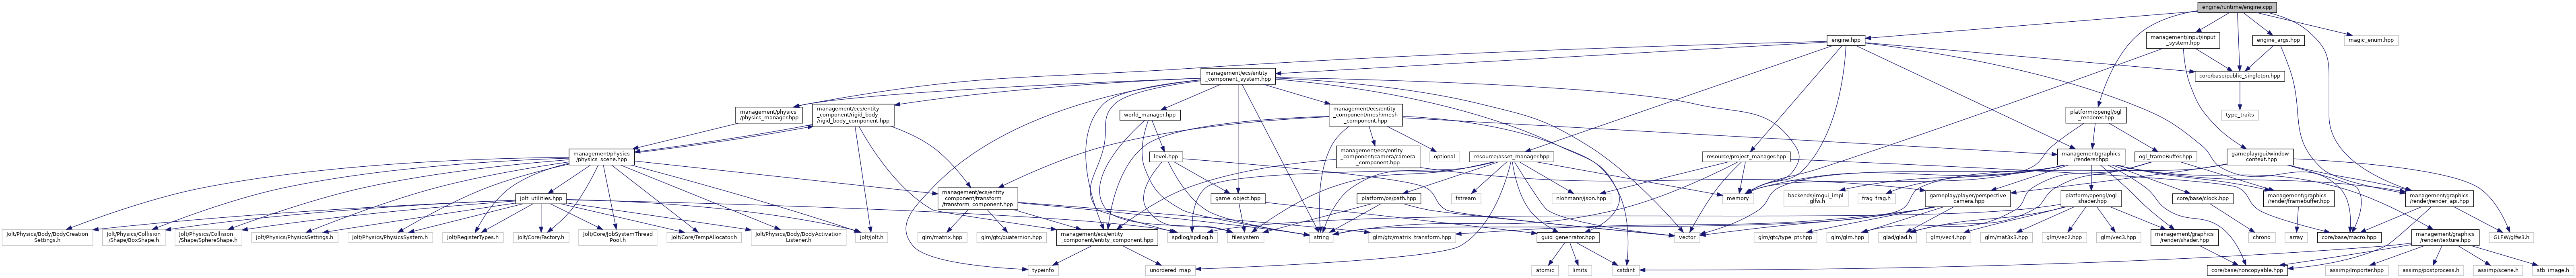 engine/runtime/engine.cpp
engine.hpp
management/input/input
_system.hpp
engine_args.hpp
magic_enum.hpp
management/ecs/entity
_component_system.hpp
core/base/public_singleton.hpp
management/physics
/physics_manager.hpp
management/ecs/entity
_component/rigid_body
/rigid_body_component.hpp
world_manager.hpp
management/ecs/entity
_component/mesh/mesh
_component.hpp
platform/opengl/ogl
_renderer.hpp
type_traits
management/physics
/physics_scene.hpp
level.hpp
management/ecs/entity
_component/camera/camera
_component.hpp
optional
resource/asset_manager.hpp
resource/project_manager.hpp
management/graphics
/renderer.hpp
ogl_frameBuffer.hpp
gameplay/gui/window
_context.hpp
Jolt_utilities.hpp
management/ecs/entity
_component/transform
/transform_component.hpp
game_object.hpp
platform/os/path.hpp
fstream
nlohmann/json.hpp
memory
backends/imgui_impl
_glfw.h
frag_frag.h
gameplay/player/perspective
_camera.hpp
platform/opengl/ogl
_shader.hpp
core/base/clock.hpp
management/graphics
/render/framebuffer.hpp
management/graphics
/render/render_api.hpp
Jolt/Physics/Body/BodyCreation
Settings.h
Jolt/Physics/Collision
/Shape/BoxShape.h
Jolt/Physics/Collision
/Shape/SphereShape.h
Jolt/Physics/PhysicsSettings.h
Jolt/Physics/PhysicsSystem.h
Jolt/RegisterTypes.h
Jolt/Core/Factory.h
Jolt/Core/JobSystemThread
Pool.h
Jolt/Core/TempAllocator.h
Jolt/Physics/Body/BodyActivation
Listener.h
Jolt/Jolt.h
glm/matrix.hpp
glm/gtc/quaternion.hpp
management/ecs/entity
_component/entity_component.hpp
spdlog/spdlog.h
filesystem
string
glm/gtc/matrix_transform.hpp
guid_generator.hpp
vector
glm/gtc/type_ptr.hpp
glm/glm.hpp
glad/glad.h
glm/vec4.hpp
glm/mat3x3.hpp
glm/vec2.hpp
glm/vec3.hpp
management/graphics
/render/shader.hpp
chrono
array
core/base/macro.hpp
management/graphics
/render/texture.hpp
GLFW/glfw3.h
typeinfo
unordered_map
atomic
limits
cstdint
core/base/noncopyable.hpp
assimp/Importer.hpp
assimp/postprocess.h
assimp/scene.h
stb_image.h